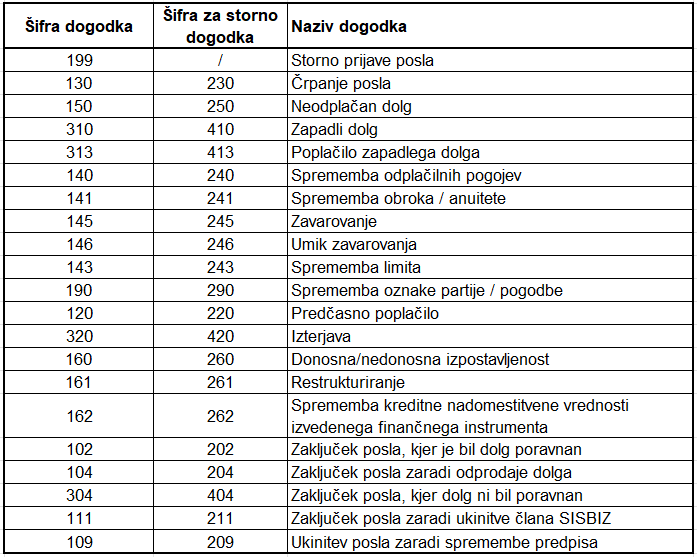 Šifra dogodka Šifra za storno dogodka Naziv dogodka
199 / Storno prijave posla
130 230 Črpanje posla
150 250 Neodplačan dolg
310 410 Zapadli dolg
313 413 Poplačilo zapadlega dolga
140 240 Sprememba odplačilnih pogojev
141 241 Sprememba obroka / anuitete
145 245 Zavarovanje
146 246 Umik zavarovanja
143 243 Sprememba limita
190 290 Sprememba oznake partije / pogodbe
120 220 Predčasno poplačilo
320 420 Izterjava
160 260 Donosna/nedonosna izpostavljenost
161 261 Restrukturiranje
162 262 Sprememba kreditne nadomestitvene vrednosti
izvedenega finančnega instrumenta
102 202 Zaključek posla, kjer je bil dolg poravnan
104 204 Zaključek posla zaradi odprodaje dolga
304 404 Zaključek posla, kjer dolg ni bil poravnan
111 211 Zaključek posla zaradi ukinitve člana SISBIZ
109 209 Ukinitev posla zaradi spremembe predpisa